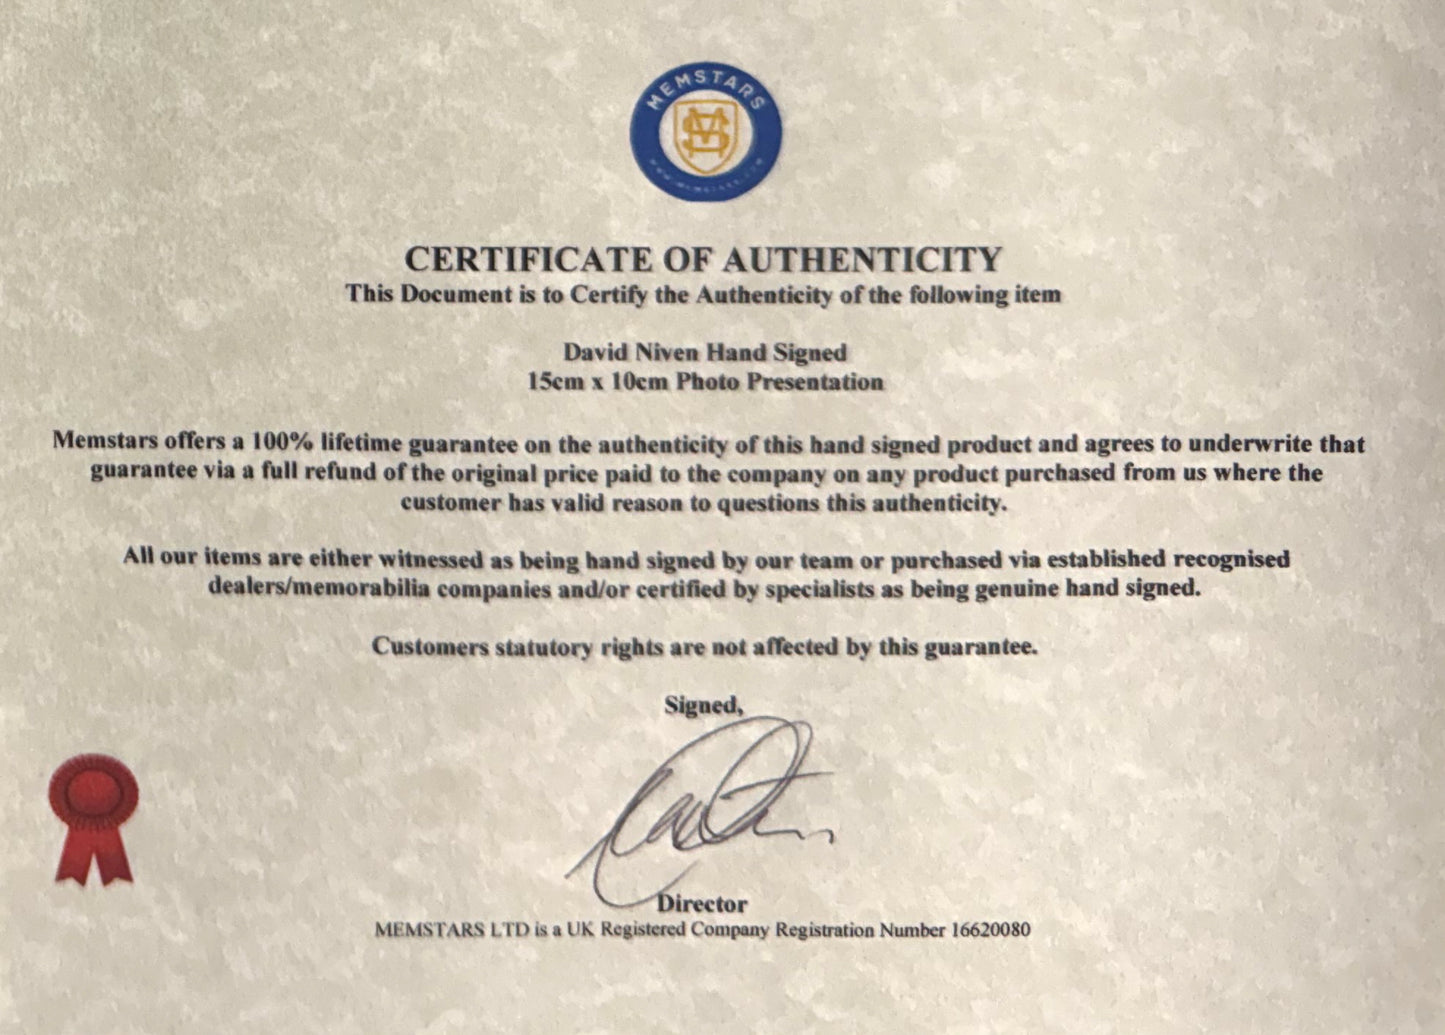 MEMSTARS
CERTIFICATE OF AUTHENTICITY
This Document is to Certify the Authenticity of the following item
David Niven Hand Signed
15cm x 10cm Photo Presentation
Memstars offers a 100% lifetime guarantee on the authenticity of this hand signed product and agrees to underwrite that
guarantee via a full refund of the original price paid to the company on any product purchased from us where the
customer has valid reason to questions this authenticity.
All our items are either witnessed as being hand signed by our team or purchased via established recognised
dealers/memorabilia companies and/or certified by specialists as being genuine hand signed.
Customers statutory rights are not affected by this guarantee.
Signed,
Director
MEMSTARS LTD is a UK Registered Company Registration Number 16620080